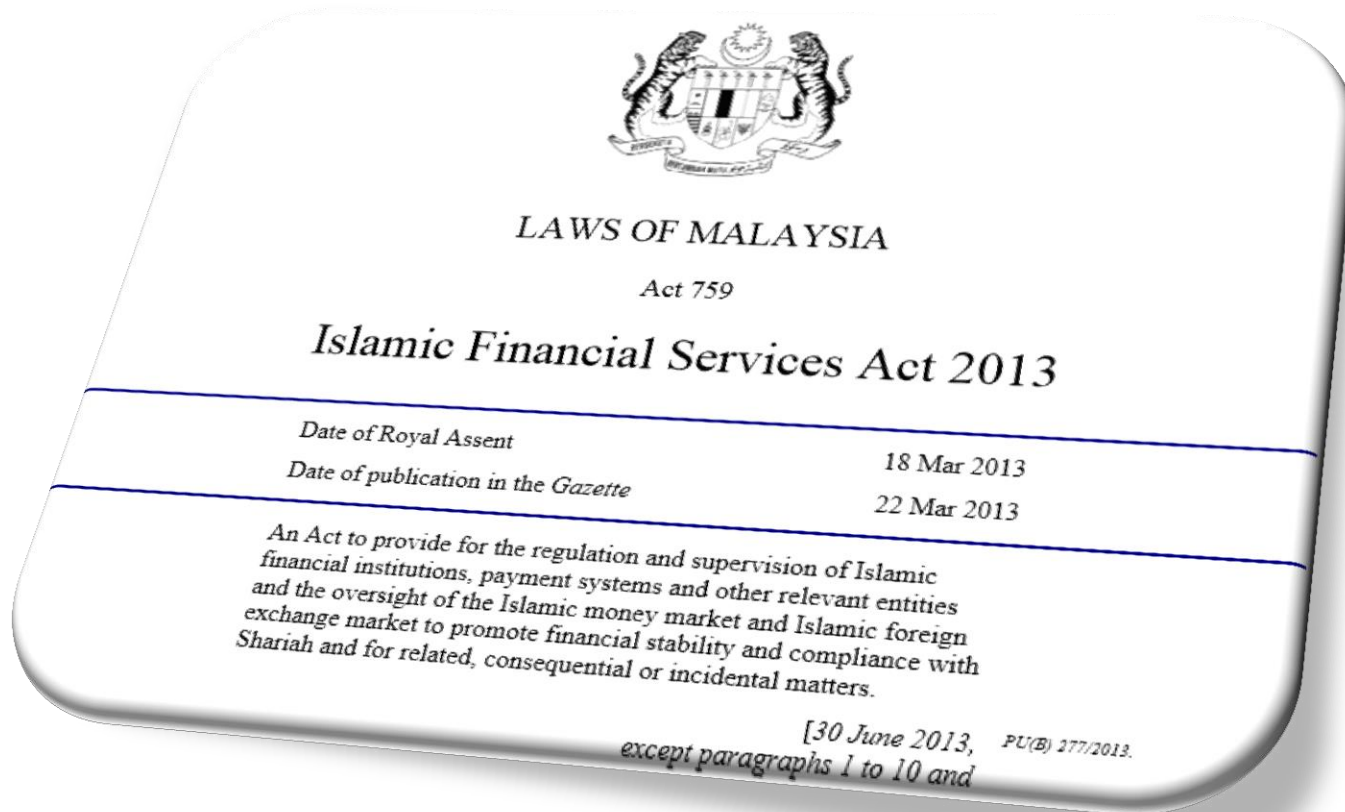 LAWS OF MALAYSIA
Act 759
Islamic Financial Services Act 2013
Date of Royal Assent 18 Mar 2013
Date of publication in the Gazette 22 Mar 2013
An Act to provide for the regulation and supervision of Islamic
financial institutions, payment systems and other relevant entities
and the oversight of the Islamic money market and Islamic foreign
exchange market to promote financial stability and compliance with
Shariah and for related, consequential or incidental matters.
[30 June 2013, PU(B) 277/2013.
except paragraphs 1 to 10 and